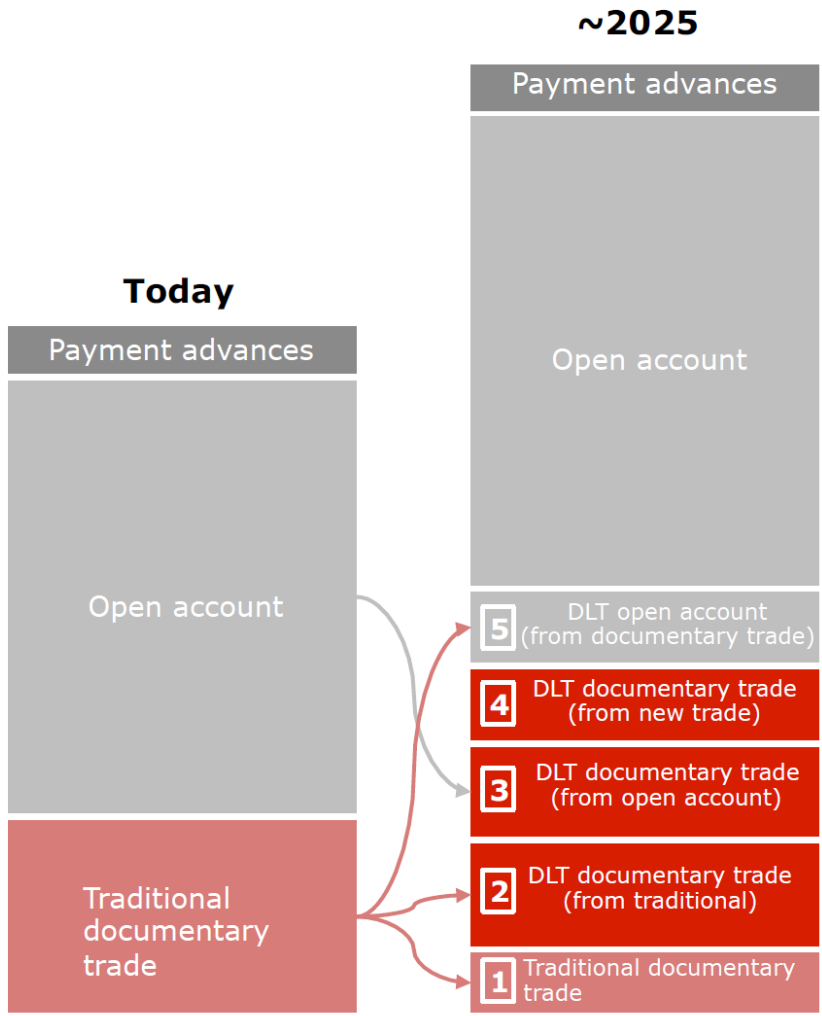 ~2025
Payment advances
Open account
5
DLT open account
(from documentary trade)
4
DLT documentary trade
(from new trade)
3
DLT documentary trade
(from open account)
2
DLT documentary trade
(from traditional)
1
Traditional documentary
trade
Today
Payment advances
Open account
Traditional
documentary
trade